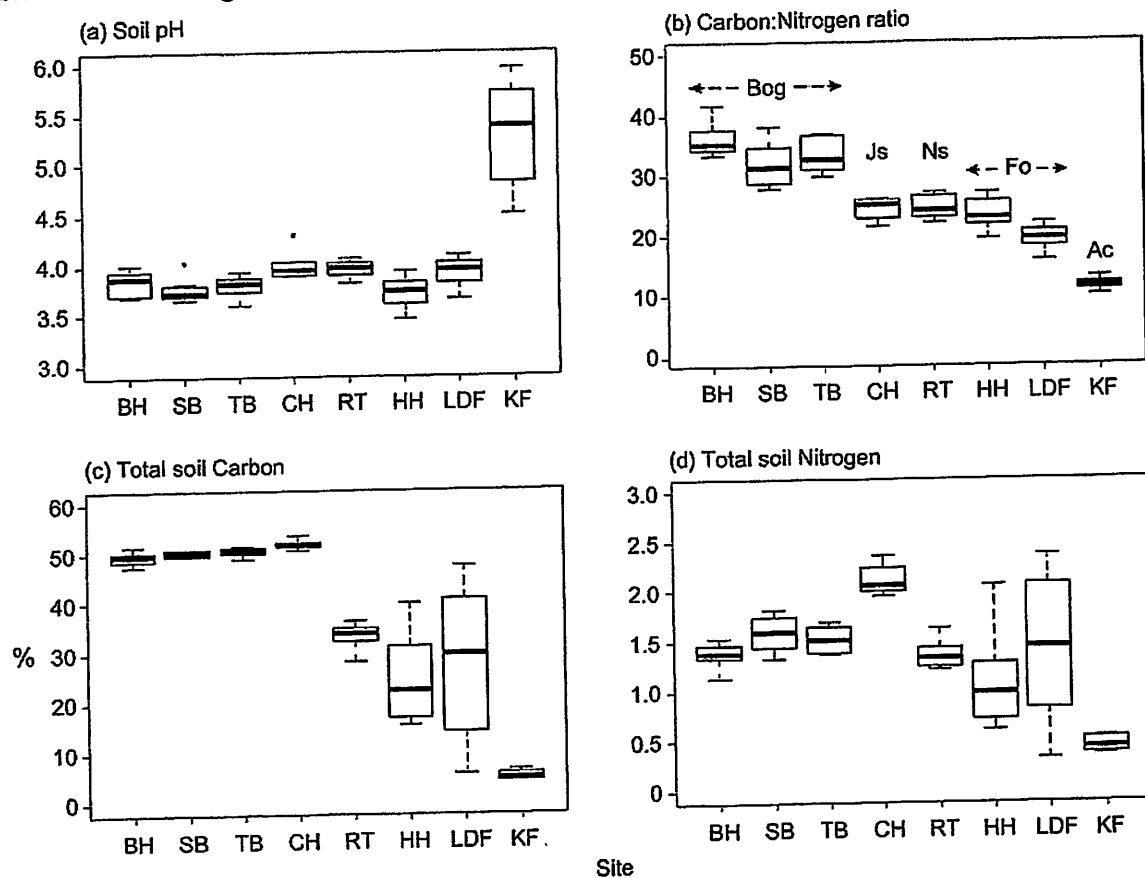 (a) Soil pH
6.0
5.5
5.0
4.5
4.0
3.5
3.0
BH SB TB CH RT HH LDF KF
(b) Carbon:Nitrogen ratio
50
40
30
20
10
0
Bog
Js
Ns
Fo
Ac
BH SB TB CH RT HH LDF KF
(c) Total soil Carbon
60
50
40
30
20
10
0
%
BH SB TB CH RT HH LDF KF
(d) Total soil Nitrogen
3.0
2.5
2.0
1.5
1.0
0.5
0
BH SB TB CH RT HH LDF KF
Site